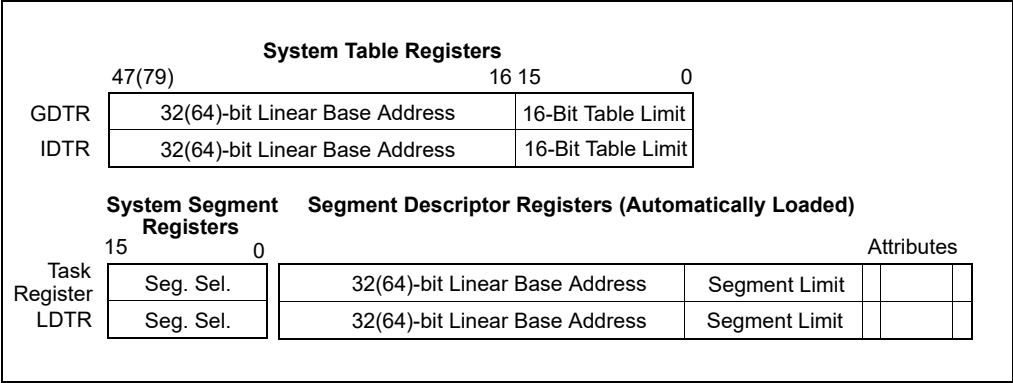 System Table Registers
47(79) 16 15 0
GDTR 32(64)-bit Linear Base Address 16-Bit Table Limit
IDTR 32(64)-bit Linear Base Address 16-Bit Table Limit
System Segment Segment Descriptor Registers (Automatically Loaded)
Registers
15 0 Attributes
Task
Register Seg. Sel. 32(64)-bit Linear Base Address Segment Limit
LDTR Seg. Sel. 32(64)-bit Linear Base Address Segment Limit